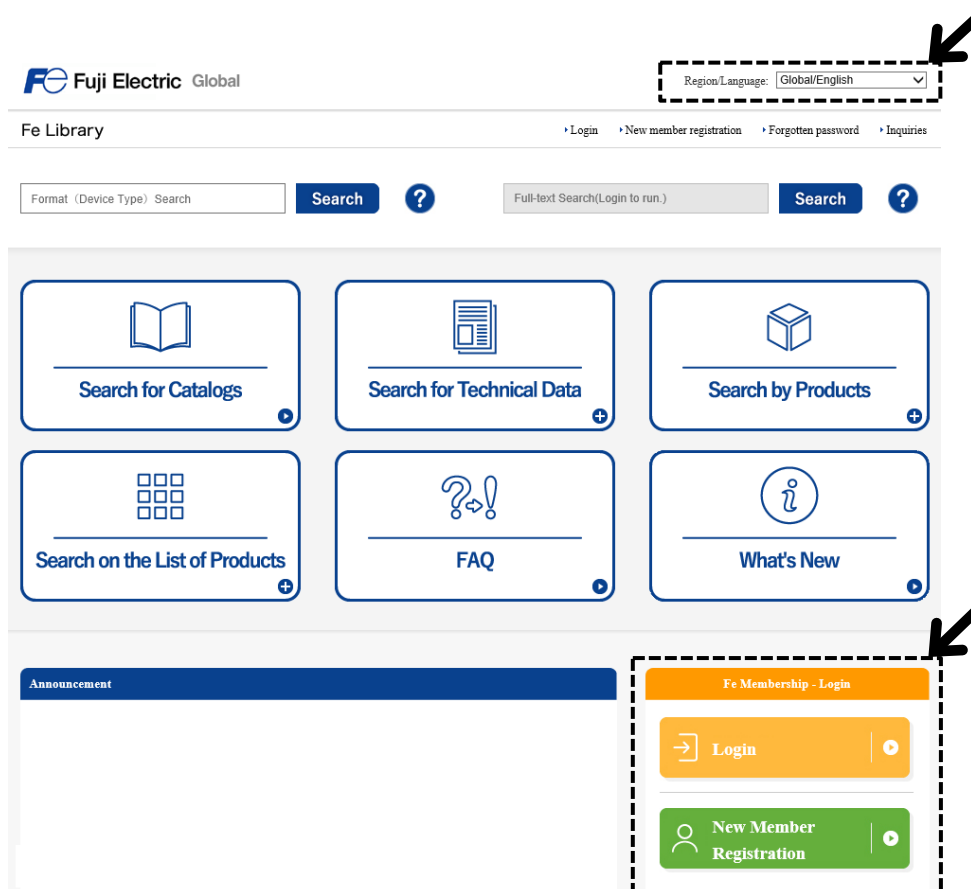 Fe Fuji Electric Global
Region/Language: Global/English
Fe Library
Login New member registration Forgotten password Inquiries
Format（Device Type）Search Search ? Full-text Search(Login to run.) Search ?
Search for Catalogs
Search for Technical Data
Search by Products
Search on the List of Products
FAQ
What's New
Announcement
Fe Membership - Login
Login
New Member
Registration